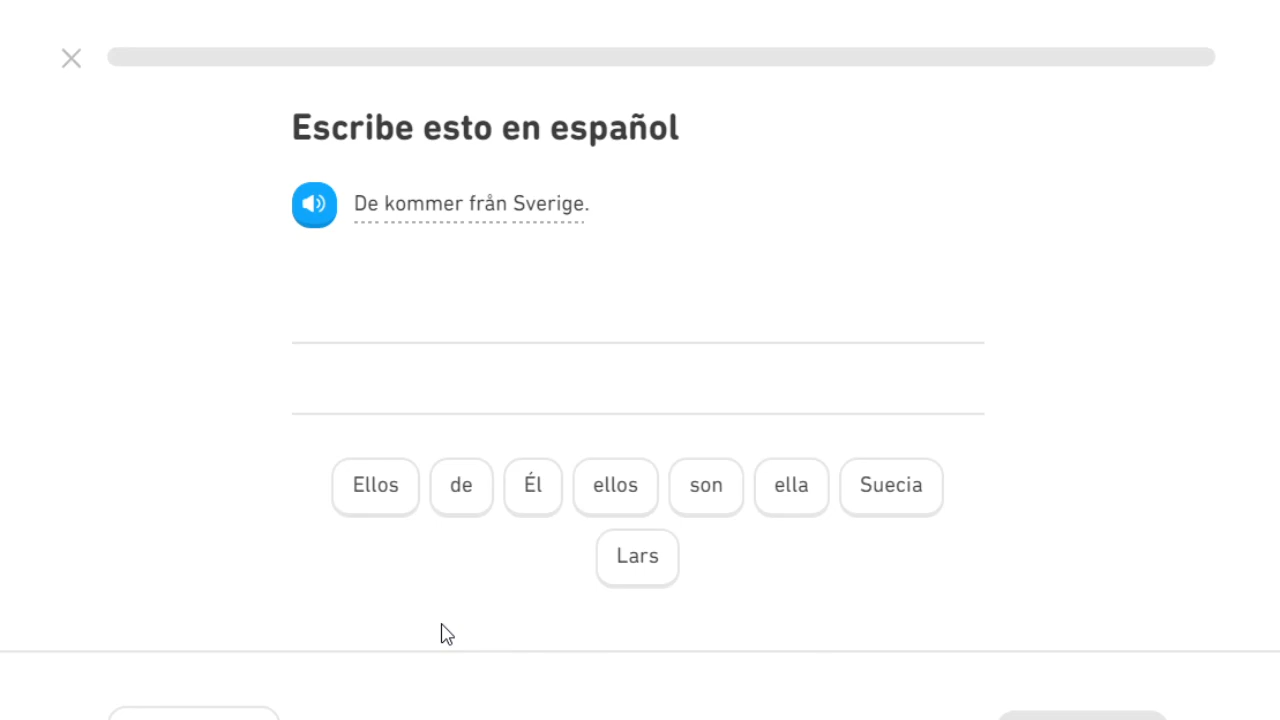 Escribe esto en español
De kommer från Sverige.
Ellos de Él ellos son ella Suecia
Lars